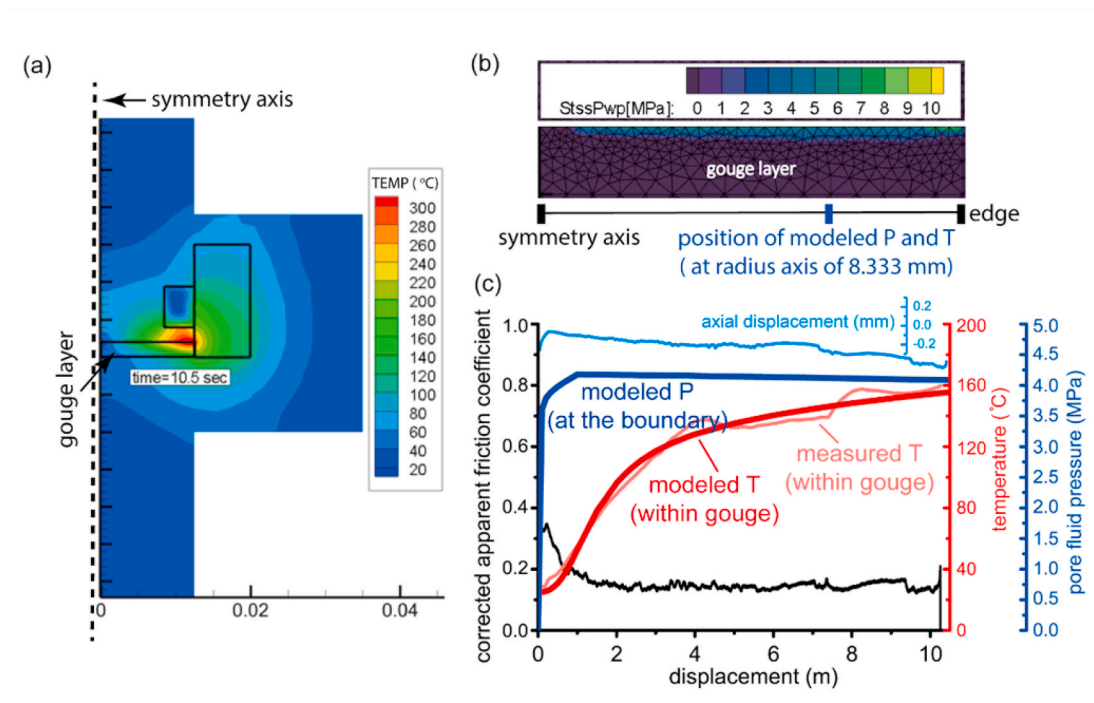 (a)
symmetry axis
TEMP ( °C)
300
280
260
240
220
200
180
160
140
120
100
80
60
40
20
gouge layer
time=10.5 sec
0
0.02
0.04
(b)
StssPwp[MPa]:
0 1 2 3 4 5 6 7 8 9 10
gouge layer
symmetry axis
edge
position of modeled P and T
( at radius axis of 8.333 mm)
(c)
corrected apparent friction coefficient
1.0
0.8
0.6
0.4
0.2
0.0
axial displacement (mm)
0.2
0.0
-0.2
modeled P
(at the boundary)
measured T
(within gouge)
modeled T
(within gouge)
200
160
120
80
40
0
temperature (°C)
5.0
4.5
4.0
3.5
3.0
2.5
2.0
1.5
1.0
0.5
0.0
pore fluid pressure (MPa)
0 2 4 6 8 10
displacement (m)